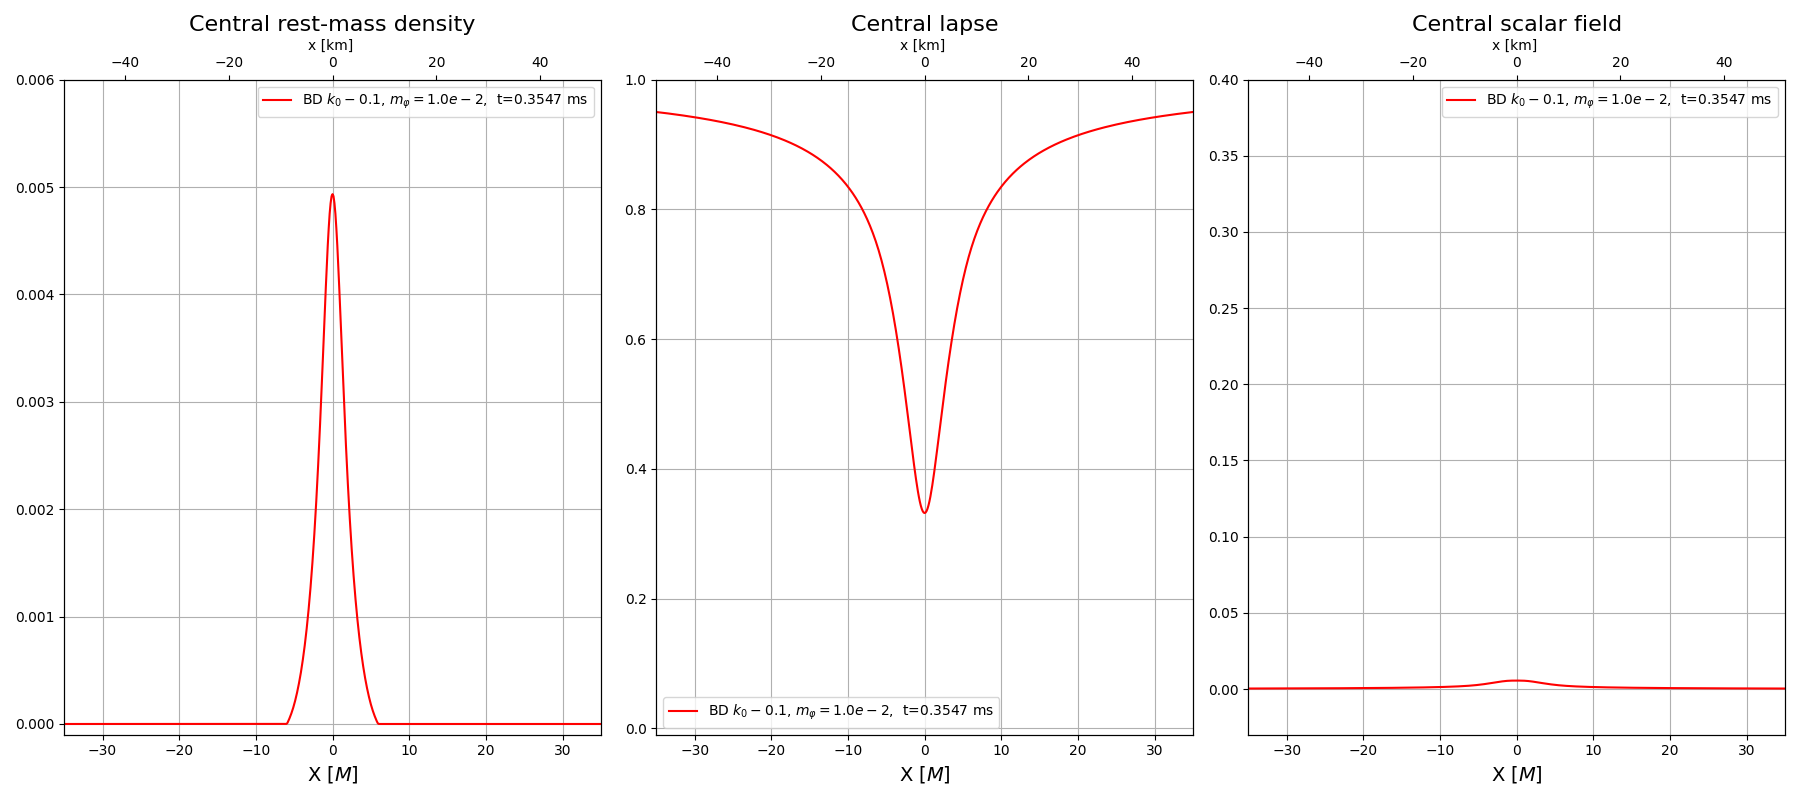 Central rest-mass density
x [km]
−40 −20 0 20 40
BD k₀ − 0.1, m_φ = 1.0e − 2, t=0.3547 ms
0.006
0.005
0.004
0.003
0.002
0.001
0.000
−30 −20 −10 0 10 20 30
X [M]
Central lapse
x [km]
−40 −20 0 20 40
1.0
0.8
0.6
0.4
0.2
0.0
BD k₀ − 0.1, m_φ = 1.0e − 2, t=0.3547 ms
−30 −20 −10 0 10 20 30
X [M]
Central scalar field
x [km]
−40 −20 0 20 40
BD k₀ − 0.1, m_φ = 1.0e − 2, t=0.3547 ms
0.40
0.35
0.30
0.25
0.20
0.15
0.10
0.05
0.00
−30 −20 −10 0 10 20 30
X [M]